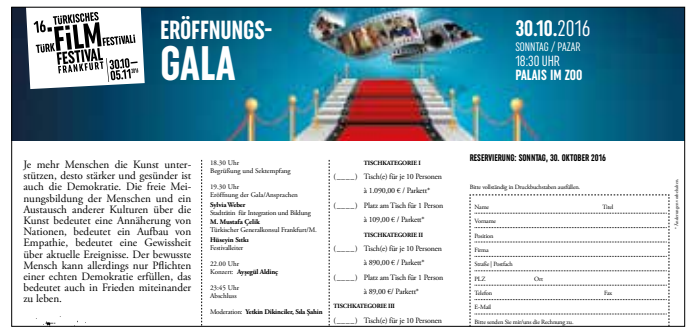 16. TÜRKISCHES
TÜRK FiLM FESTIVALi
FESTIVAL
FRANKFURT 30.10—
05.11
ERÖFFNUNGS-
GALA
30.10.2016
SONNTAG / PAZAR
18:30 UHR
PALAIS IM ZOO
Je mehr Menschen die Kunst unter-
stützen, desto stärker und gesünder ist
auch die Demokratie. Die freie Mei-
nungsbildung der Menschen und ein
Austausch anderer Kulturen über die
Kunst bedeutet eine Annäherung von
Nationen, bedeutet ein Aufbau von
Empathie, bedeutet eine Gewissheit
über aktuelle Ereignisse. Der bewusste
Mensch kann allerdings nur Pflichten
einer echten Demokratie erfüllen, das
bedeutet auch in Frieden miteinander
zu leben.
18.30 Uhr
Begrüßung und Sektempfang
19.30 Uhr
Eröffnung der Gala/Ansprachen
Sylvia Weber
Stadträtin für Integration und Bildung
M. Mustafa Çelik
Türkischer Generalkonsul Frankfurt/M.
Hüseyin Sıtkı
Festivalleiter
22.00 Uhr
Konzert: Ayşegül Aldinç
23:45 Uhr
Abschluss
Moderation: Yetkin Dikinciler, Sıla Şahin
TISCHKATEGORIE I
(_____) Tisch(e) für je 10 Personen
à 1.090,00 € / Parkett*
(_____) Platz am Tisch für 1 Person
à 109,00 € / Parkett*
TISCHKATEGORIE II
(_____) Tisch(e) für je 10 Personen
à 890,00 € / Parkett*
(_____) Platz am Tisch für 1 Person
à 89,00 €/ Parkett*
TISCHKATEGORIE III
(_____) Tisch(e) für je 10 Personen
RESERVIERUNG: SONNTAG, 30. OKTOBER 2016
Bitte vollständig in Druckbuchstaben ausfüllen.
Name Titel
Vorname
Position
Firma
Straße | Postfach
PLZ Ort
Telefon Fax
E-Mail
Bitte senden Sie mir/uns die Rechnung zu.